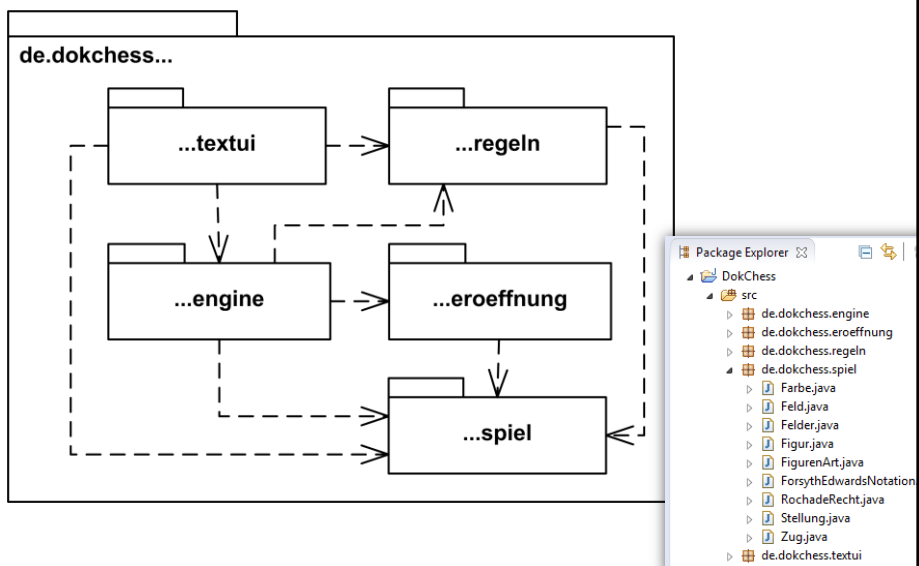 de.dokchess...
...textui
...regeln
...engine
...eroeffnung
...spiel
Package Explorer
DokChess
src
de.dokchess.engine
de.dokchess.eroeffnung
de.dokchess.regeln
de.dokchess.spiel
Farbe.java
Feld.java
Felder.java
Figur.java
FigurenArt.java
ForsythEdwardsNotation.
RochadeRecht.java
Stellung.java
Zug.java
de.dokchess.textui